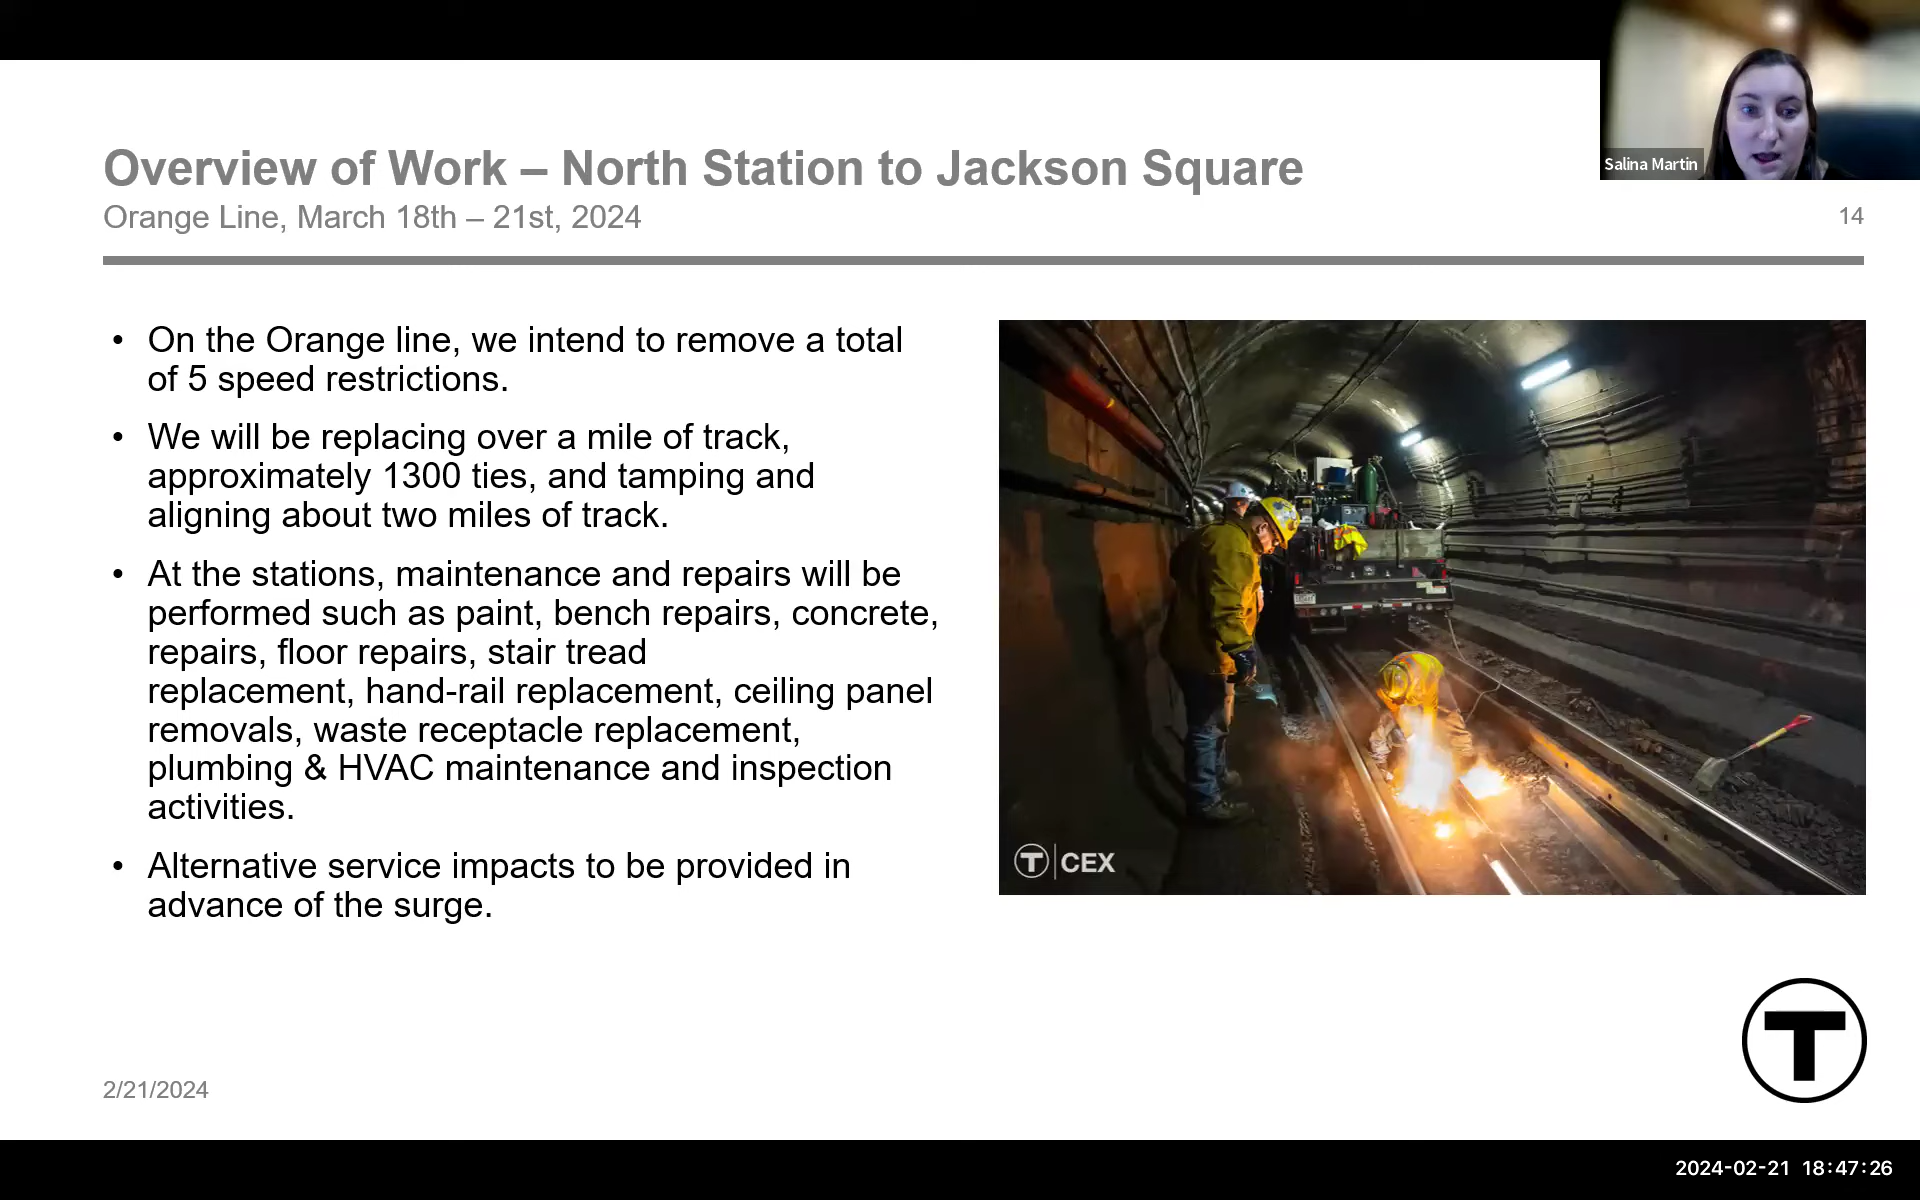 Salina Martin
Overview of Work – North Station to Jackson Square
Orange Line, March 18th – 21st, 2024
14
• On the Orange line, we intend to remove a total
of 5 speed restrictions.
• We will be replacing over a mile of track,
approximately 1300 ties, and tamping and
aligning about two miles of track.
• At the stations, maintenance and repairs will be
performed such as paint, bench repairs, concrete,
repairs, floor repairs, stair tread
replacement, hand-rail replacement, ceiling panel
removals, waste receptacle replacement,
plumbing & HVAC maintenance and inspection
activities.
• Alternative service impacts to be provided in
advance of the surge.
T CEX
T
2/21/2024
2024-02-21 18:47:26